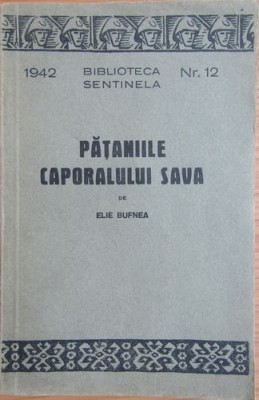 1942 BIBLIOTECA Nr. 12
SENTINELA
PĂȚANIILE
CAPORALULUI SAVA
DE
ELIE BUFNEA